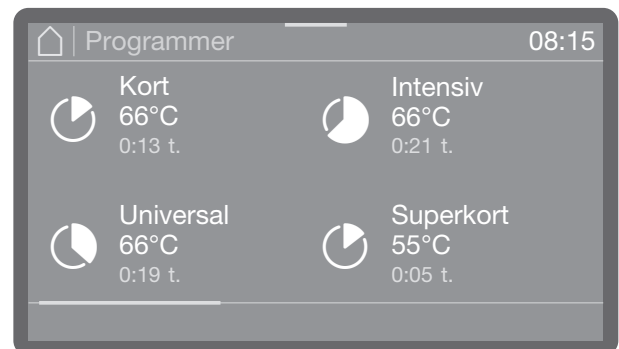 Programmer
08:15
Kort
66°C
0:13 t.
Intensiv
66°C
0:21 t.
Universal
66°C
0:19 t.
Superkort
55°C
0:05 t.